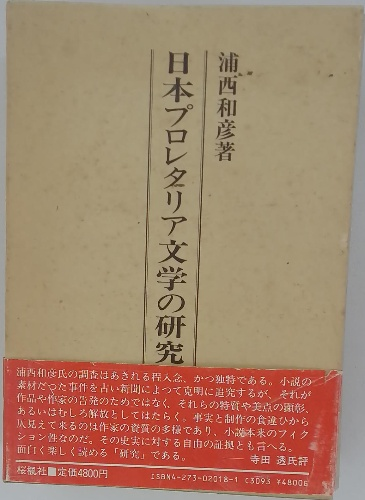 浦西和彦著
日本プロレタリア文学の研究
浦西和彦氏の調査はあきれる程入念、かつ独特である。小説の
素材だった事件を古い新聞によって克明に追究するが、それが
作品や作家の告発のためではなく、それらの特質や美点の顕彰、
あるいはむしろ解放としてはたらく。事実と制作の食違ひから
仄見えて来るのは作家の資質の多様であり、小説本来のフィク
ション性なのだ。その史実に対する自由の証拠とも言へる。
面白く楽しく読める「研究」である。 寺田 透氏評
桜楓社■定価4800円 ISBN4-273-02018-1 C3093 ¥4800E